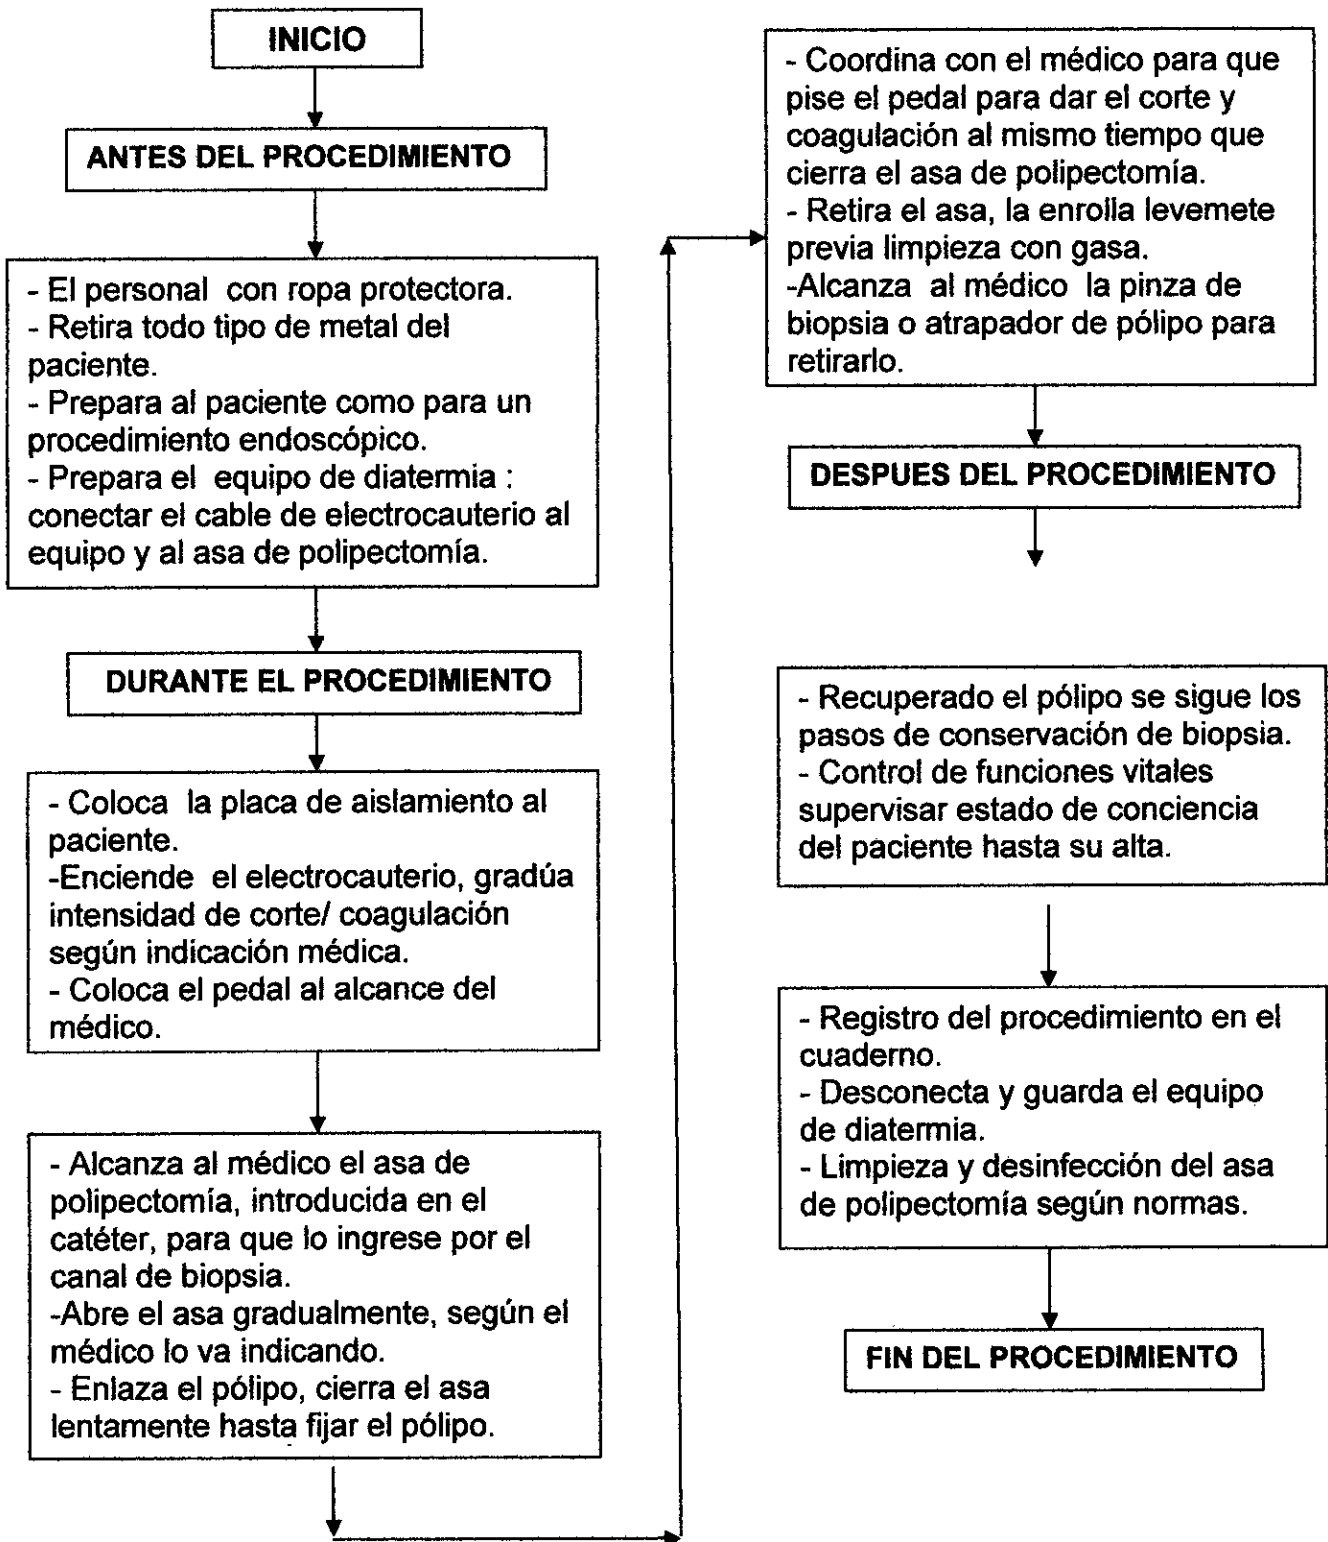 INICIO
ANTES DEL PROCEDIMIENTO
- El personal con ropa protectora.
- Retira todo tipo de metal del
paciente.
- Prepara al paciente como para un
procedimiento endoscópico.
- Prepara el equipo de diatermia :
conectar el cable de electrocauterio al
equipo y al asa de polipectomía.
DURANTE EL PROCEDIMIENTO
- Coloca la placa de aislamiento al
paciente.
-Enciende el electrocauterio, gradúa
intensidad de corte/ coagulación
según indicación médica.
- Coloca el pedal al alcance del
médico.
- Alcanza al médico el asa de
polipectomía, introducida en el
catéter, para que lo ingrese por el
canal de biopsia.
-Abre el asa gradualmente, según el
médico lo va indicando.
- Enlaza el pólipo, cierra el asa
lentamente hasta fijar el pólipo.
- Coordina con el médico para que
pise el pedal para dar el corte y
coagulación al mismo tiempo que
cierra el asa de polipectomía.
- Retira el asa, la enrolla levemete
previa limpieza con gasa.
-Alcanza al médico la pinza de
biopsia o atrapador de pólipo para
retirarlo.
DESPUES DEL PROCEDIMIENTO
- Recuperado el pólipo se sigue los
pasos de conservación de biopsia.
- Control de funciones vitales
supervisar estado de conciencia
del paciente hasta su alta.
- Registro del procedimiento en el
cuaderno.
- Desconecta y guarda el equipo
de diatermia.
- Limpieza y desinfección del asa
de polipectomía según normas.
FIN DEL PROCEDIMIENTO